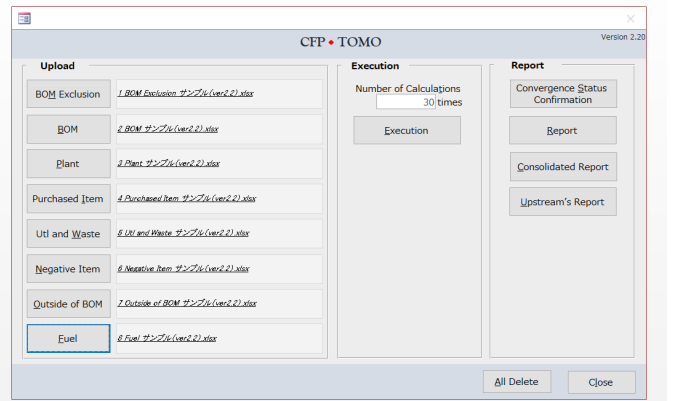 CFP◆TOMO
Version 2.20
Upload
BOM Exclusion
1 BOM Exclusion サンプル(ver2.2).xlsx
BOM
2 BOM サンプル(ver2.2).xlsx
Plant
3 Plant サンプル(ver2.2).xlsx
Purchased Item
4 Purchased Item サンプル(ver2.2).xlsx
Utl and Waste
5 Utl and Waste サンプル(ver2.2).xlsx
Negative Item
6 Negative Item サンプル(ver2.2).xlsx
Outside of BOM
7 Outside of BOM サンプル(ver2.2).xlsx
Fuel
8 Fuel サンプル(ver2.2).xlsx
Execution
Number of Calculations
30 times
Execution
Report
Convergence Status
Confirmation
Report
Consolidated Report
Upstream's Report
All Delete
Close